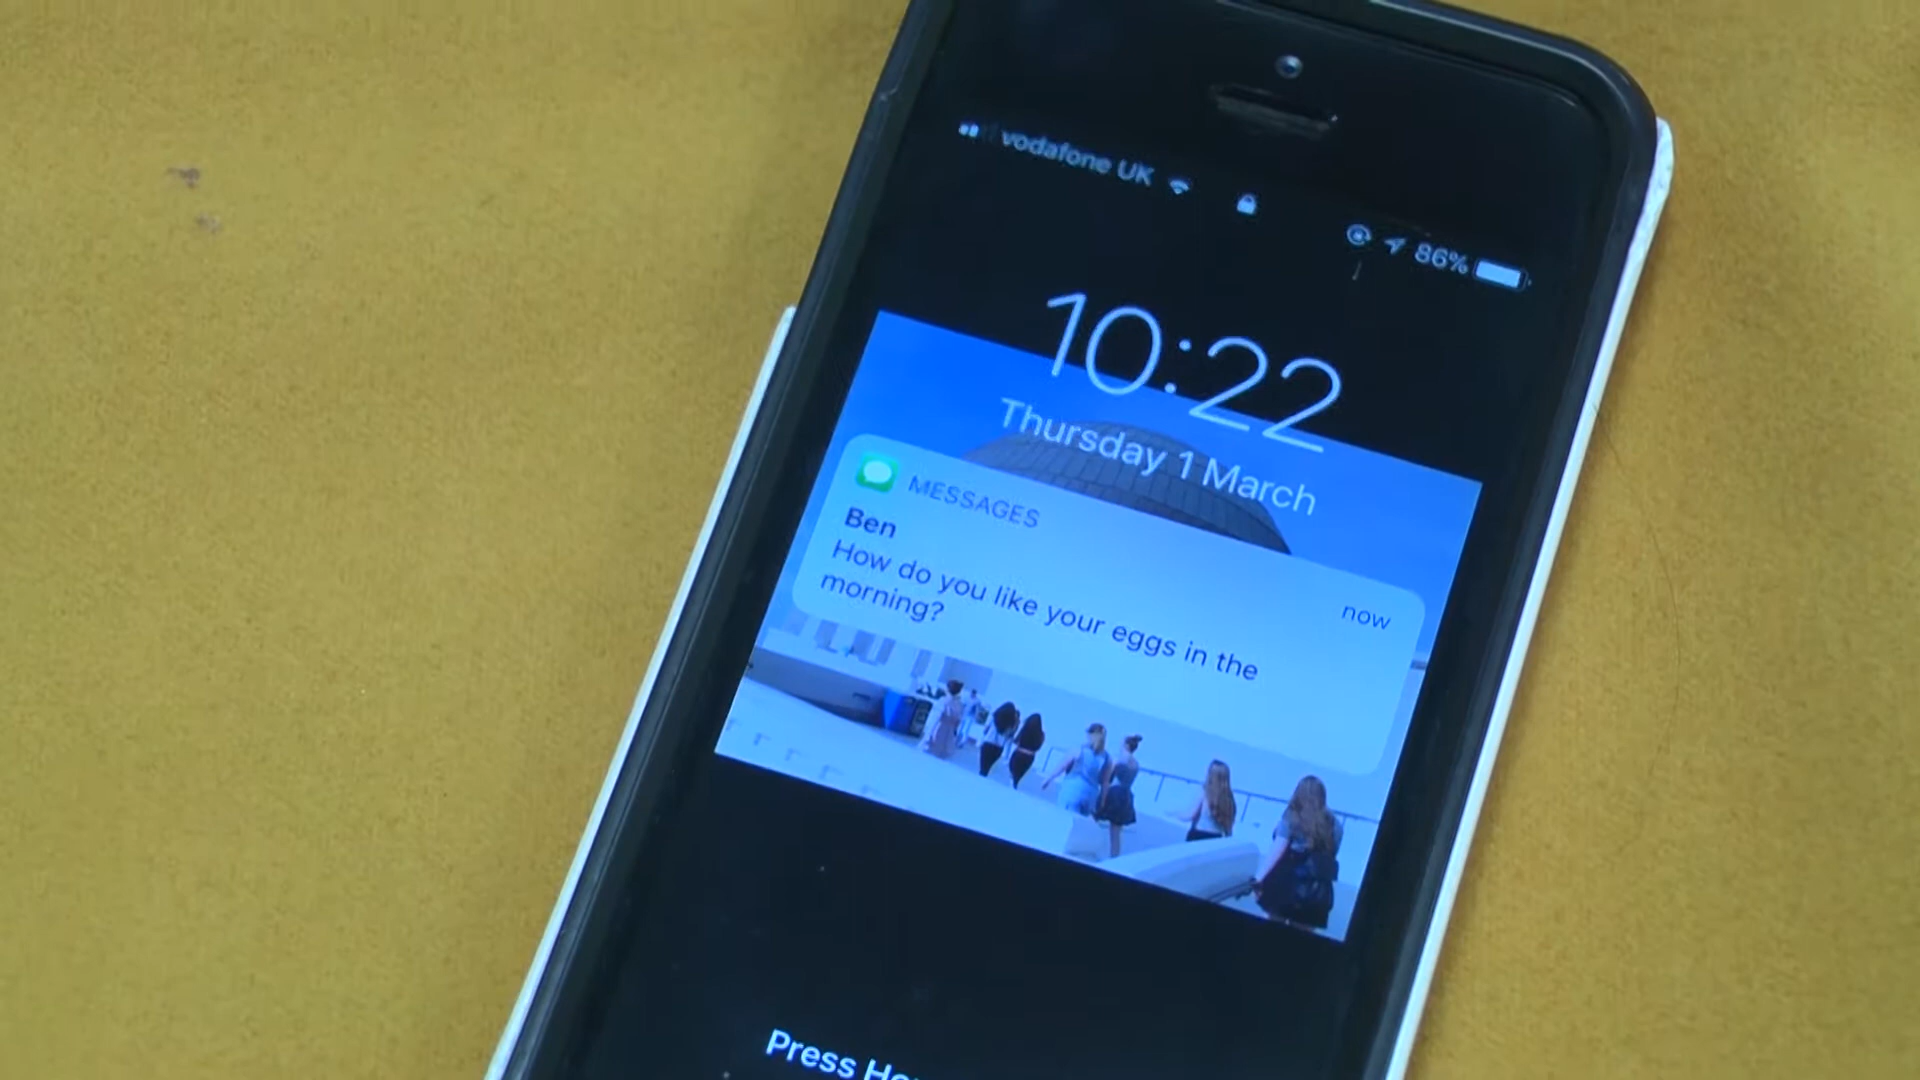 vodafone UK
86%
10:22
Thursday 1 March
MESSAGES
now
Ben
How do you like your eggs in the
morning?
Press